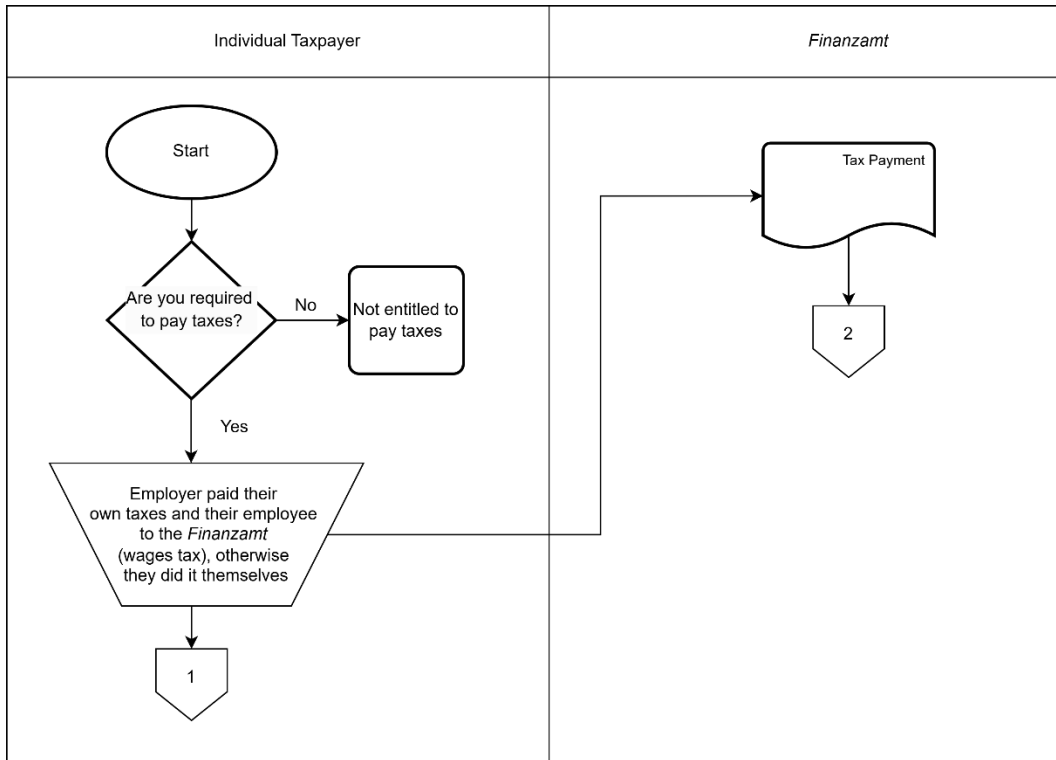 Individual Taxpayer
Finanzamt
Start
Tax Payment
Are you required
to pay taxes?
No
Not entitled to
pay taxes
2
Yes
Employer paid their
own taxes and their employee
to the Finanzamt
(wages tax), otherwise
they did it themselves
1